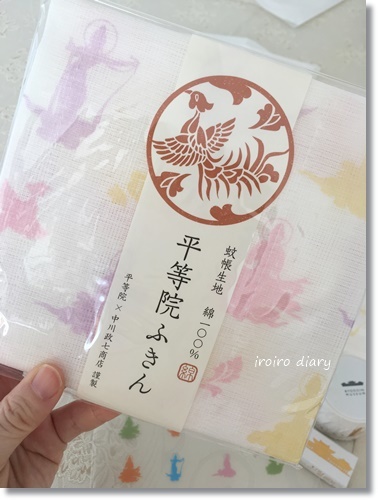 蚊帳生地 綿一〇〇%
平等院ふきん
平等院×中川政七商店 謹製
iroiro diary